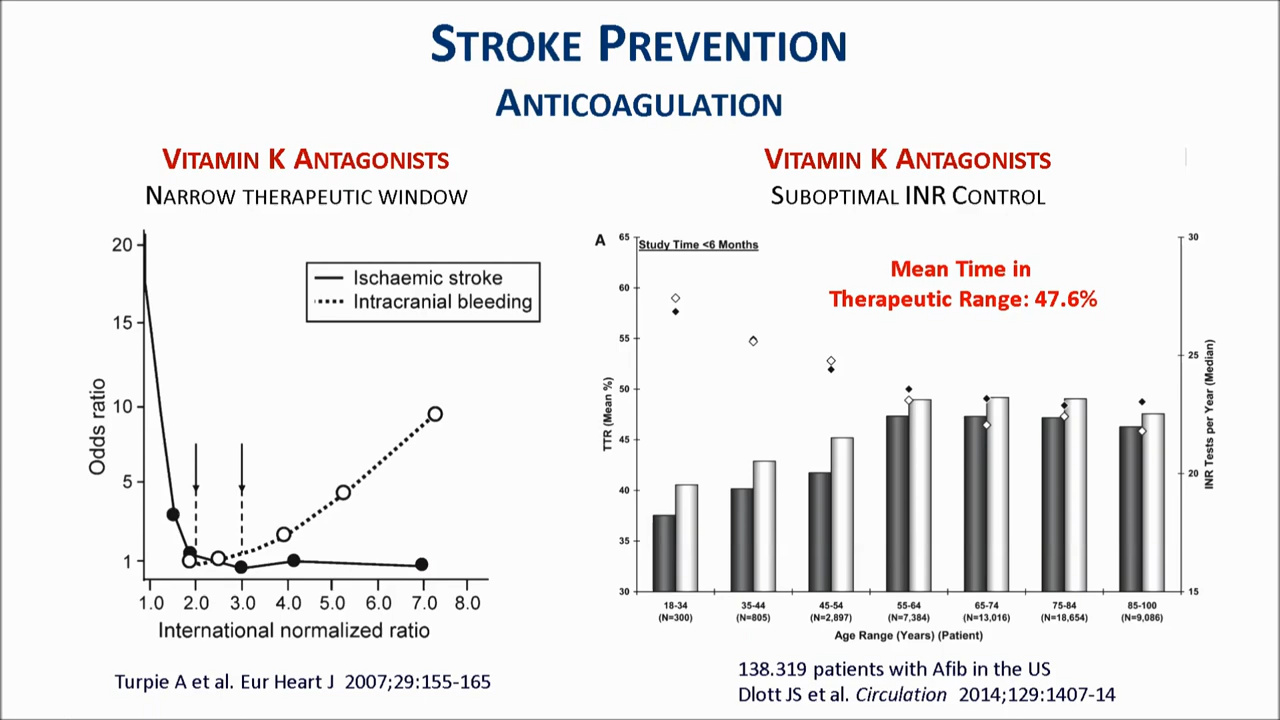 STROKE PREVENTION
ANTICOAGULATION
VITAMIN K ANTAGONISTS
NARROW THERAPEUTIC WINDOW
20
15
10
5
1
Odds ratio
Ischaemic stroke
Intracranial bleeding
1.0 2.0 3.0 4.0 5.0 6.0 7.0 8.0
International normalized ratio
Turpie A et al. Eur Heart J 2007;29:155-165
VITAMIN K ANTAGONISTS
SUBOPTIMAL INR CONTROL
A
Study Time <6 Months
Mean Time in
Therapeutic Range: 47.6%
65
60
55
50
45
40
35
30
TTR (Mean %)
30
25
20
15
INR Tests per Year (Median)
18-34 35-44 45-54 55-64 65-74 75-84 85-100
(N=300) (N=805) (N=2,897) (N=7,384) (N=13,016) (N=18,654) (N=9,086)
Age Range (Years) (Patient)
138.319 patients with Afib in the US
Dlott JS et al. Circulation 2014;129:1407-14